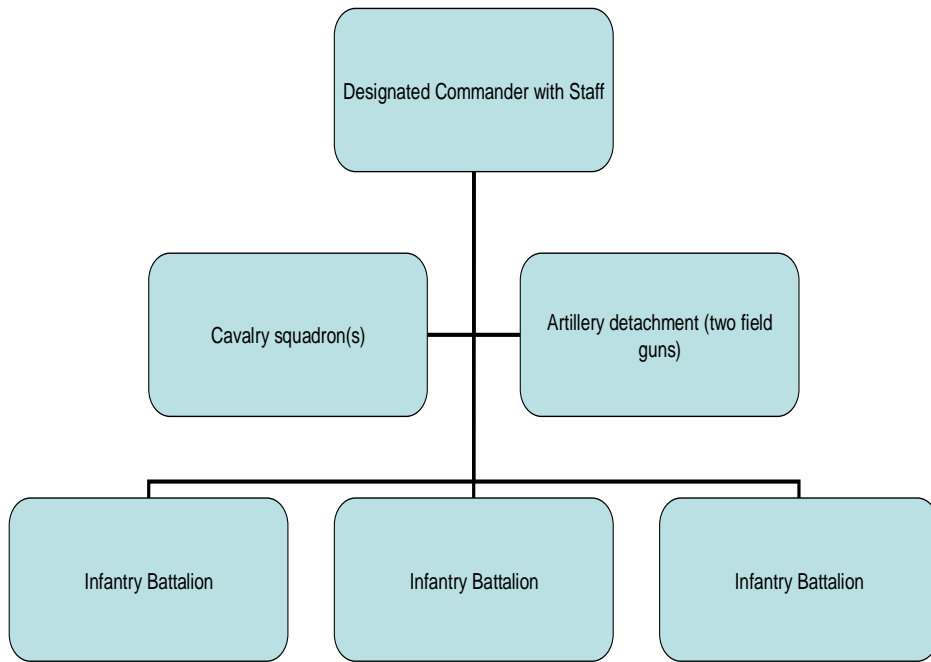 Designated Commander with Staff
Cavalry squadron(s)
Artillery detachment (two field
guns)
Infantry Battalion
Infantry Battalion
Infantry Battalion